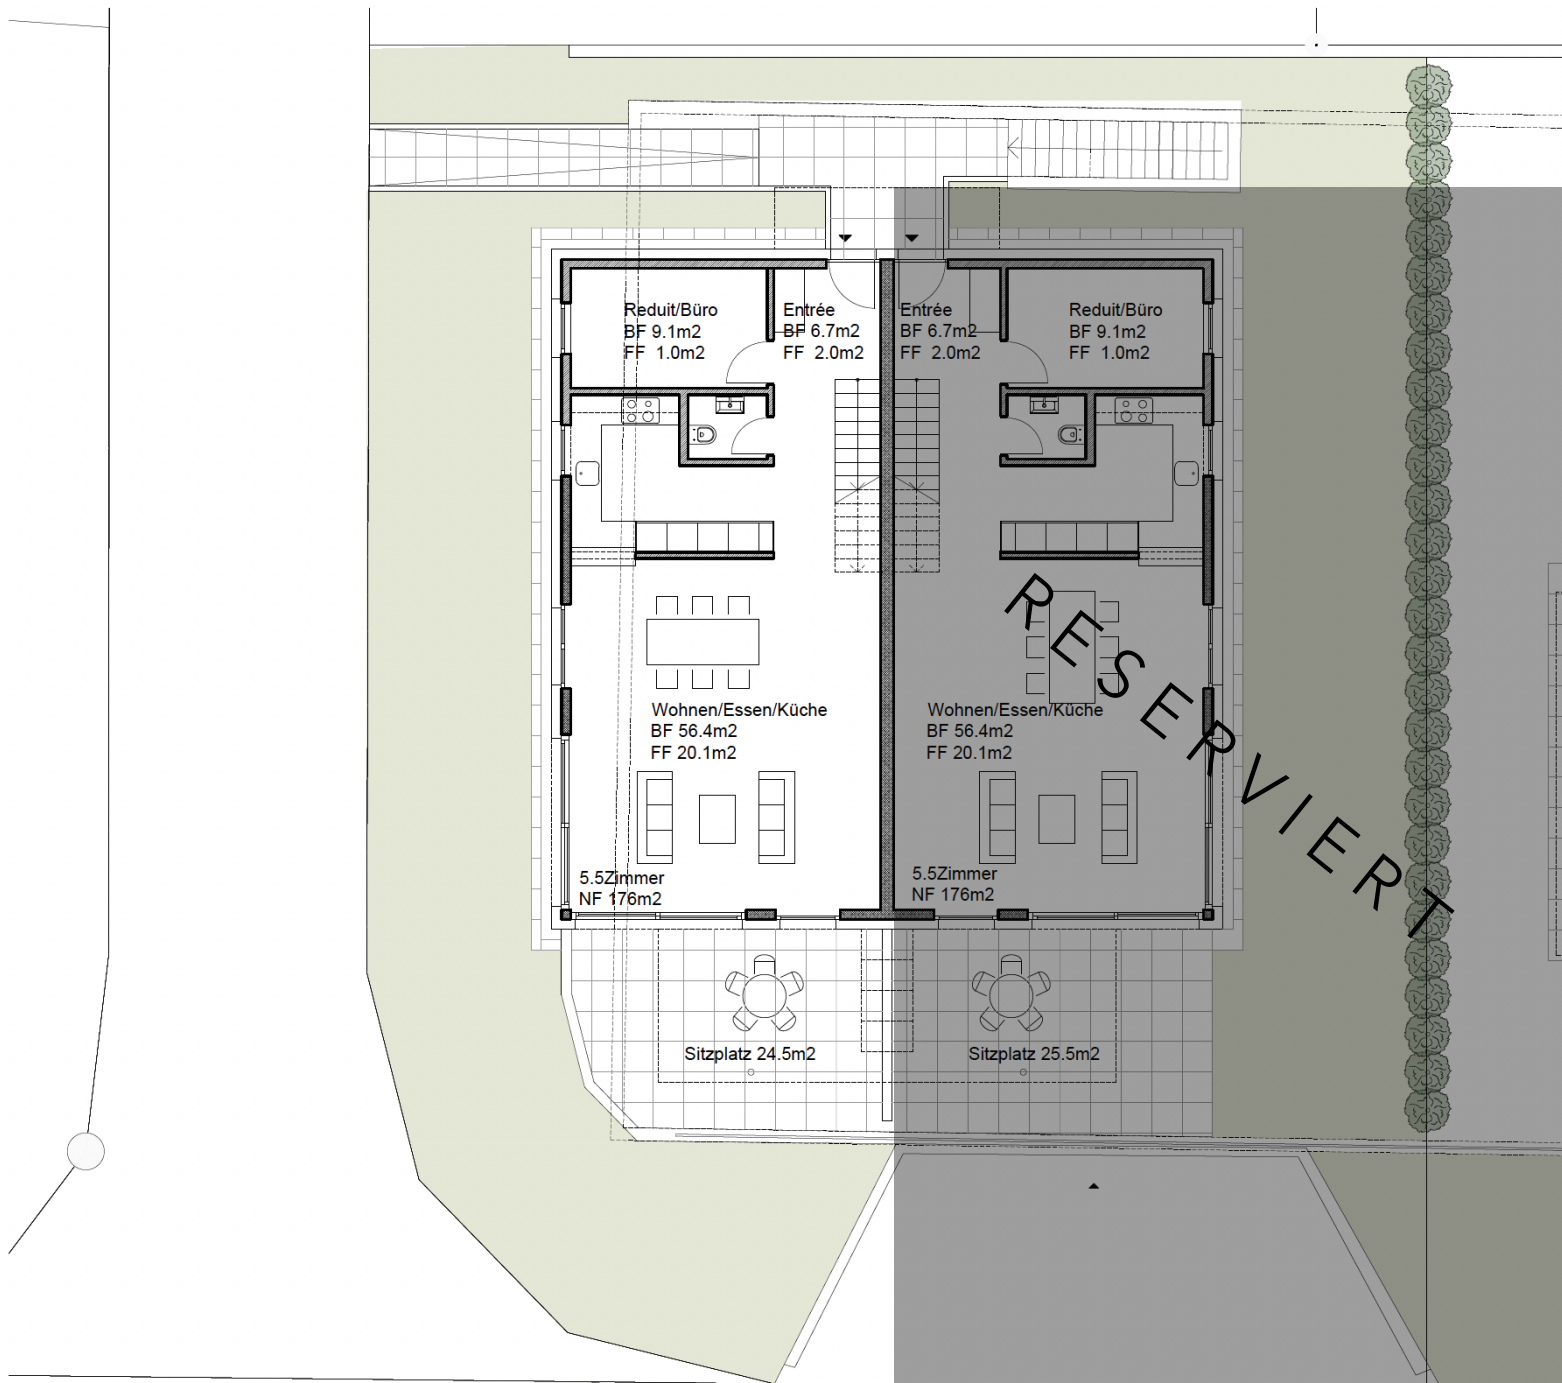 Reduit/Büro
BF 9.1m2
FF 1.0m2
Entrée
BF 6.7m2
FF 2.0m2
Entrée
BF 6.7m2
FF 2.0m2
Reduit/Büro
BF 9.1m2
FF 1.0m2
RESERVIERT
Wohnen/Essen/Küche
BF 56.4m2
FF 20.1m2
Wohnen/Essen/Küche
BF 56.4m2
FF 20.1m2
5.5Zimmer
NF 176m2
5.5Zimmer
NF 176m2
Sitzplatz 24.5m2
Sitzplatz 25.5m2